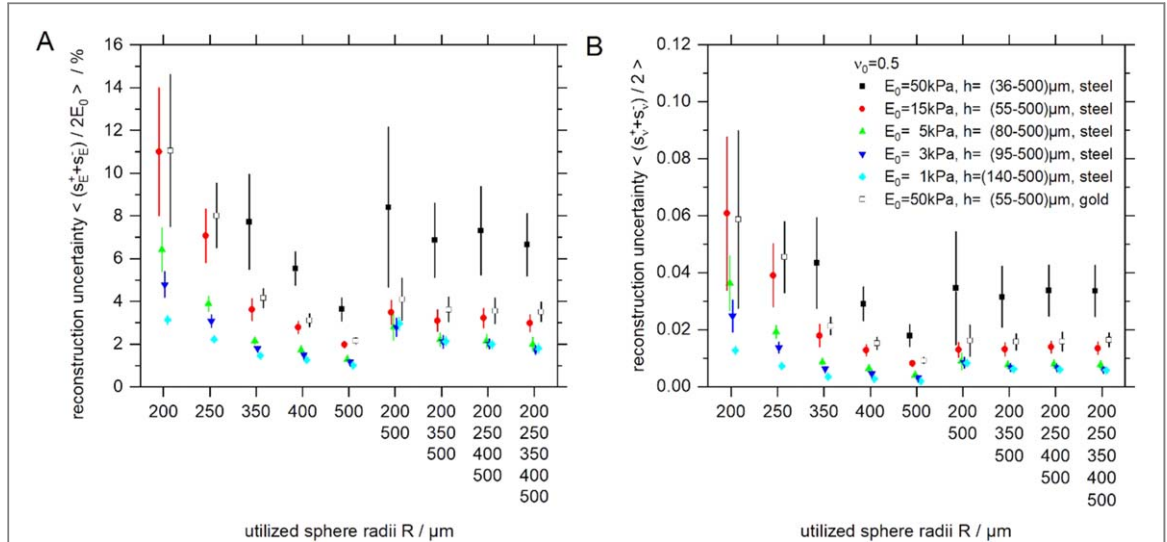 A
B
16
14
12
10
8
6
4
2
0
reconstruction uncertainty < (s_E^+ + s_E^-) / 2E_0 > / %
200 250 350 400 500 200 200 200 200
500 350 250 250
500 400 350
500 400
500
utilized sphere radii R / µm
0.12
0.10
0.08
0.06
0.04
0.02
0.00
reconstruction uncertainty < (s_ν^+ + s_ν^-) / 2 >
ν_0=0.5
E_0=50kPa, h= (36-500)µm, steel
E_0=15kPa, h= (55-500)µm, steel
E_0= 5kPa, h= (80-500)µm, steel
E_0= 3kPa, h= (95-500)µm, steel
E_0= 1kPa, h=(140-500)µm, steel
E_0=50kPa, h= (55-500)µm, gold
200 250 350 400 500 200 200 200 200
500 350 250 250
500 400 350
500 400
500
utilized sphere radii R / µm